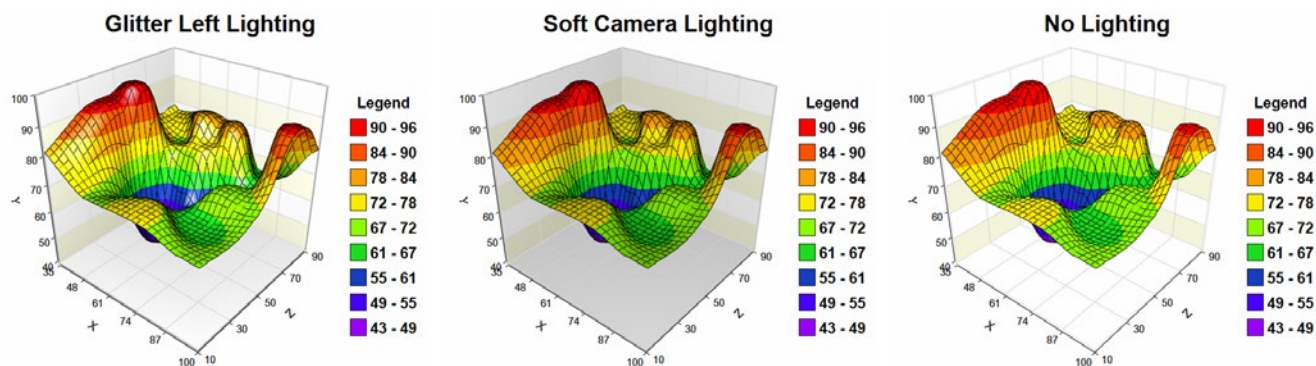 Glitter Left Lighting
100
90
80
70
60
50
40
Y
35
48
61
74
87
100
X
10
30
50
70
90
Z
Legend
90 - 96
84 - 90
78 - 84
72 - 78
67 - 72
61 - 67
55 - 61
49 - 55
43 - 49
Soft Camera Lighting
100
90
80
70
60
50
40
Y
35
48
61
74
87
100
X
10
30
50
70
90
Z
Legend
90 - 96
84 - 90
78 - 84
72 - 78
67 - 72
61 - 67
55 - 61
49 - 55
43 - 49
No Lighting
100
90
80
70
60
50
40
Y
35
48
61
74
87
100
X
10
30
50
70
90
Z
Legend
90 - 96
84 - 90
78 - 84
72 - 78
67 - 72
61 - 67
55 - 61
49 - 55
43 - 49